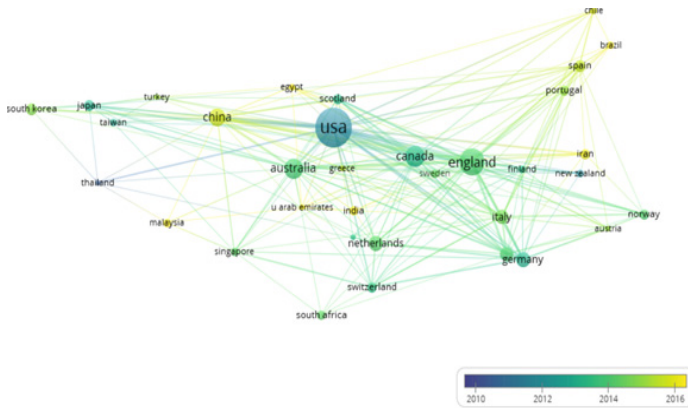 chile
brazil
spain
portugal
egypt
scotland
turkey
japan
south korea
china
taiwan
usa
canada
england
iran
australia
greece
sweden
finland
new sealand
thailand
u arab emirates
india
malaysia
italy
norway
austria
netherlands
singapore
germany
switzerland
south africa
2010 2012 2014 2016